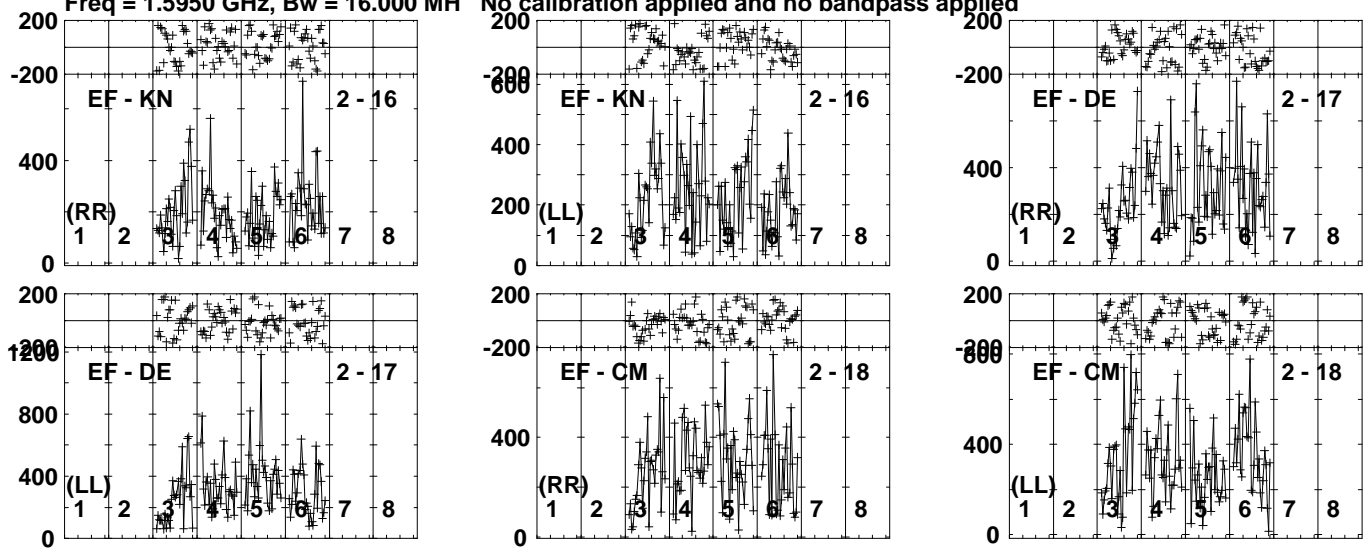 Freq = 1.5950 GHz, Bw = 16.000 MH No calibration applied and no bandpass applied
200 200 200
-200 -200 -200
600
EF - KN 2 - 16 EF - KN 2 - 16 EF - DE 2 - 17
400 400 400
200
(RR) (LL) (RR)
1 2 3 4 5 6 7 8 1 2 3 4 5 6 7 8 1 2 3 4 5 6 7 8
0 0 0
200 200 200
-200 -200 -200
1200 800
EF - DE 2 - 17 EF - CM 2 - 18 EF - CM 2 - 18
800
400 400 400
(LL) (RR) (LL)
1 2 3 4 5 6 7 8 1 2 3 4 5 6 7 8 1 2 3 4 5 6 7 8
0 0 0